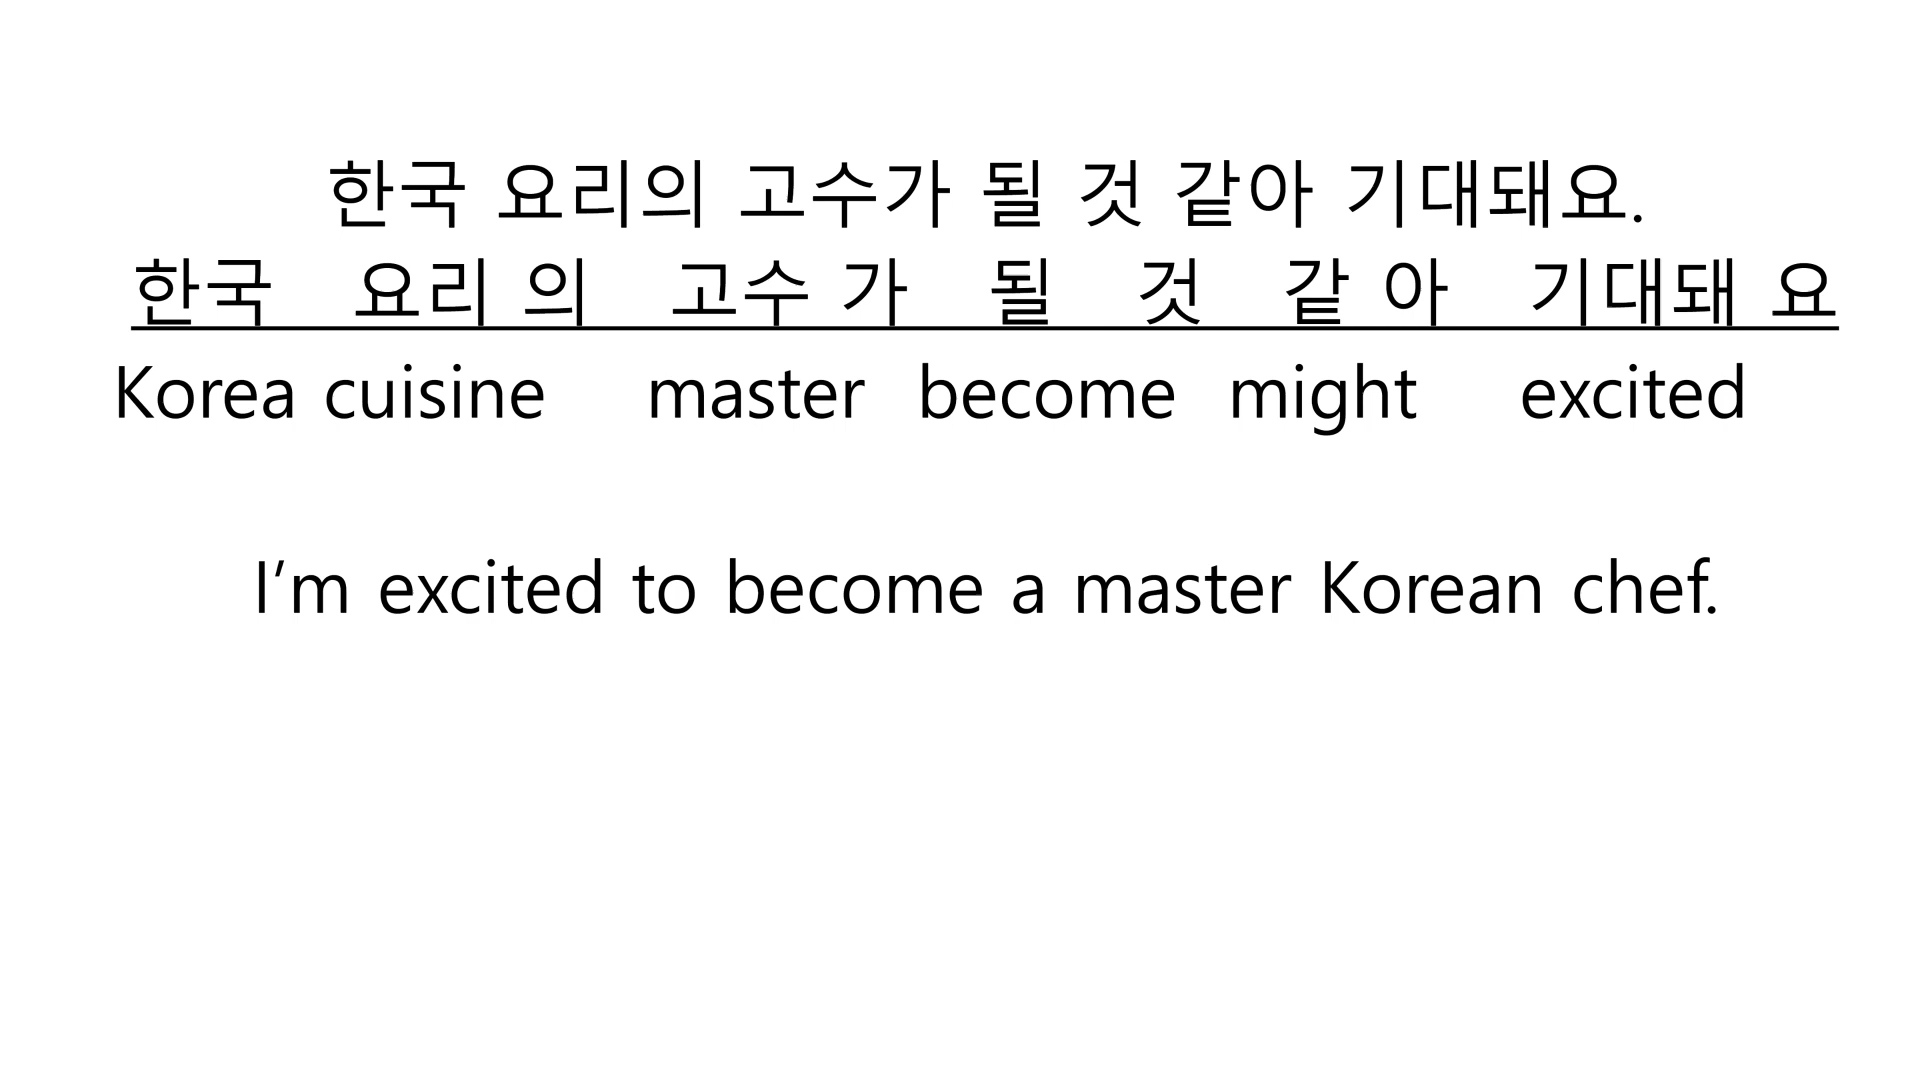 한국 요리의 고수가 될 것 같아 기대돼요.
한국 요리 의 고수 가 될 것 같 아 기대돼 요
Korea cuisine master become might excited
I'm excited to become a master Korean chef.